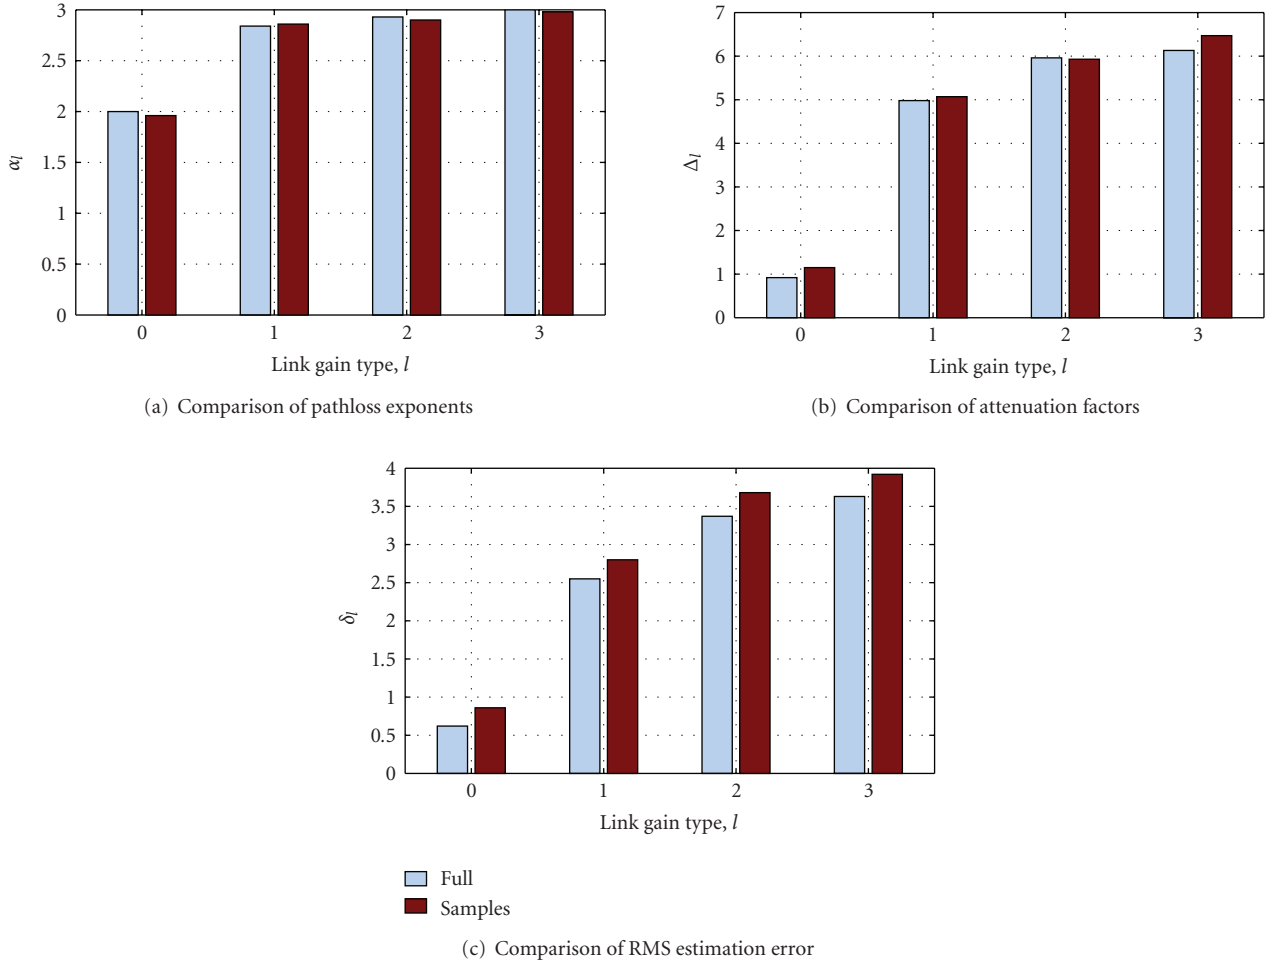 3
2.5
2
1.5
1
0.5
0
α_l
0 1 2 3
Link gain type, l
(a) Comparison of pathloss exponents
7
6
5
4
3
2
1
0
Δ_l
0 1 2 3
Link gain type, l
(b) Comparison of attenuation factors
4
3.5
3
2.5
2
1.5
1
0.5
0
δ_l
0 1 2 3
Link gain type, l
Full
Samples
(c) Comparison of RMS estimation error